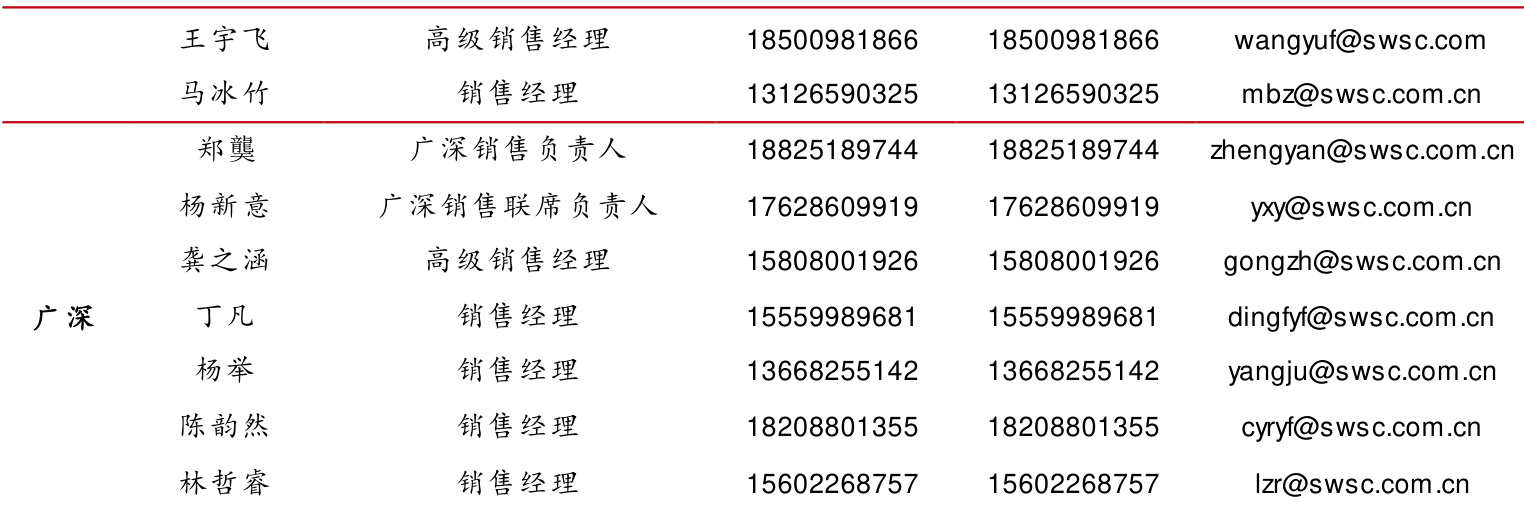 王宇飞 高级销售经理 18500981866 18500981866 wangyuf@swsc.com
马冰竹 销售经理 13126590325 13126590325 mbz@swsc.com.cn
郑龑 广深销售负责人 18825189744 18825189744 zhengyan@swsc.com.cn
杨新意 广深销售联席负责人 17628609919 17628609919 yxy@swsc.com.cn
龚之涵 高级销售经理 15808001926 15808001926 gongzh@swsc.com.cn
广深 丁凡 销售经理 15559989681 15559989681 dingfyf@swsc.com.cn
杨举 销售经理 13668255142 13668255142 yangju@swsc.com.cn
陈韵然 销售经理 18208801355 18208801355 cyryf@swsc.com.cn
林哲睿 销售经理 15602268757 15602268757 lzr@swsc.com.cn